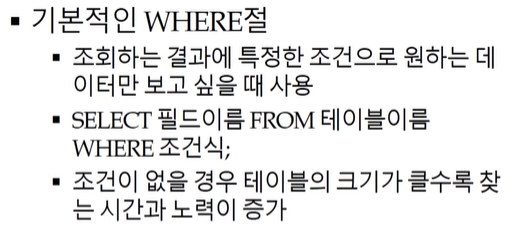 ▪ 기본적인 WHERE절
▪ 조회하는 결과에 특정한 조건으로 원하는 데
이터만 보고 싶을 때 사용
▪ SELECT 필드이름 FROM 테이블이름
WHERE 조건식;
▪ 조건이 없을 경우 테이블의 크기가 클수록 찾
는 시간과 노력이 증가